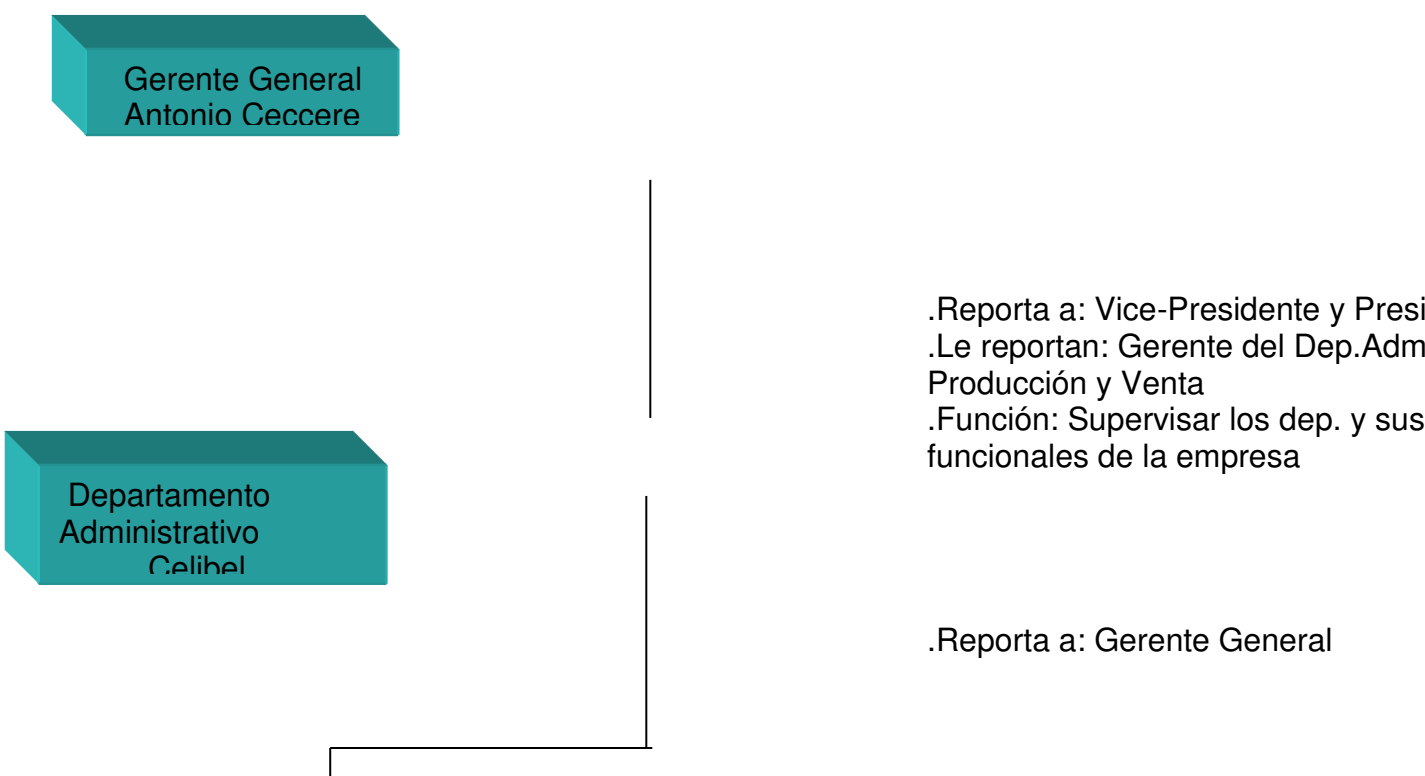 Gerente General
Antonio Ceccere
.Reporta a: Vice-Presidente y Presi
.Le reportan: Gerente del Dep.Adm
Producción y Venta
.Función: Supervisar los dep. y sus
funcionales de la empresa
Departamento
Administrativo
Celibel
.Reporta a: Gerente General